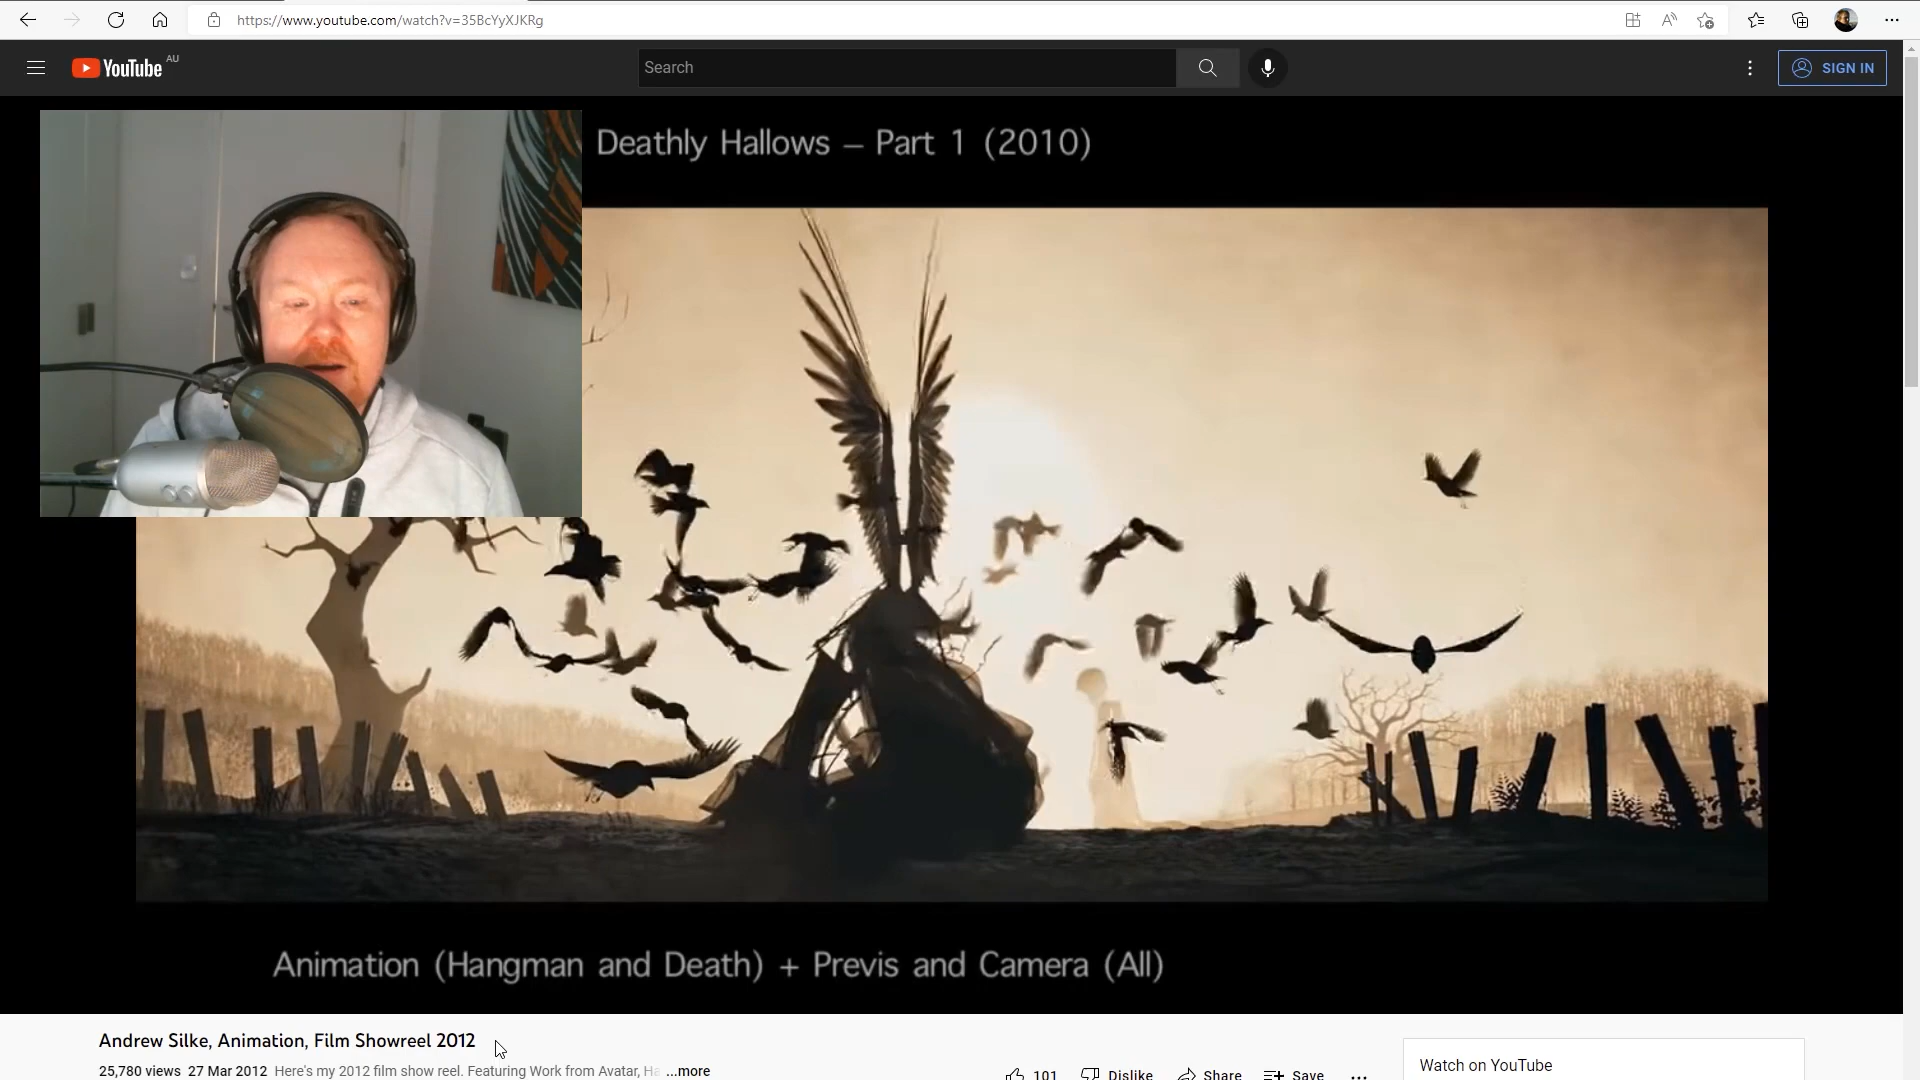 https://www.youtube.com/watch?v=35BcYyXJKRg
YouTube AU
Search
SIGN IN
Deathly Hallows – Part 1 (2010)
Animation (Hangman and Death) + Previs and Camera (All)
Andrew Silke, Animation, Film Showreel 2012
25,780 views 27 Mar 2012 Here's my 2012 film show reel. Featuring Work from Avatar, Ha ...more
101 Dislike Share Save
Watch on YouTube